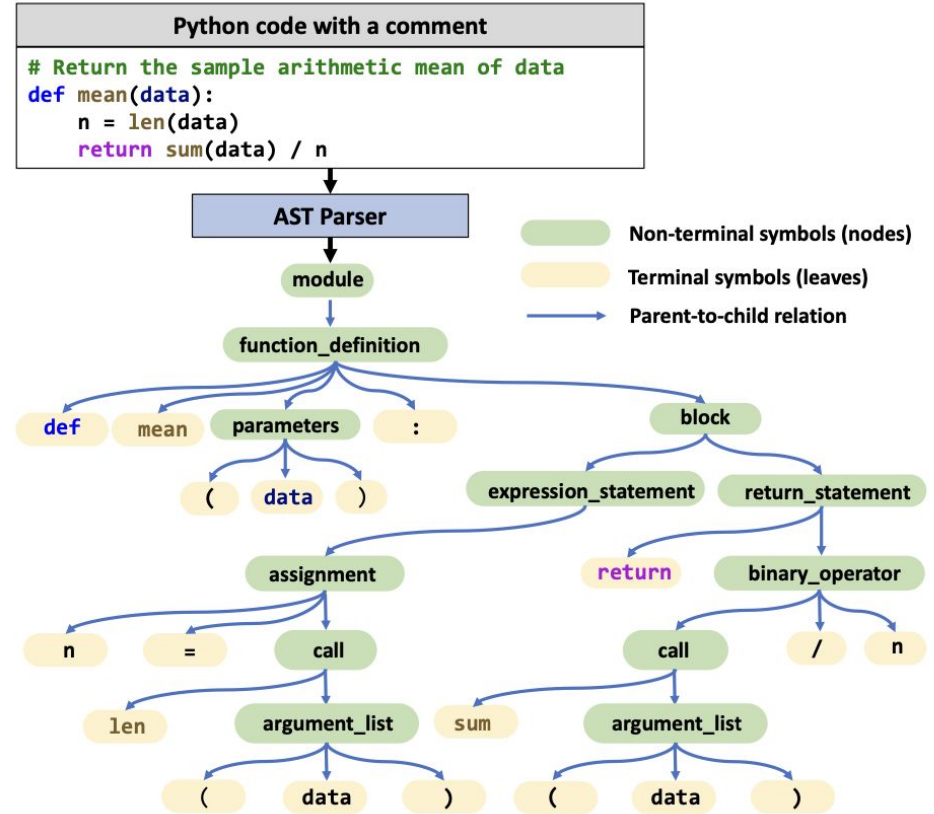 Python code with a comment
# Return the sample arithmetic mean of data
def mean(data):
    n = len(data)
    return sum(data) / n
AST Parser
Non-terminal symbols (nodes)
Terminal symbols (leaves)
Parent-to-child relation
module
function_definition
def mean parameters : block
( data ) expression_statement return_statement
assignment return binary_operator
n = call call / n
len argument_list sum argument_list
( data ) ( data )